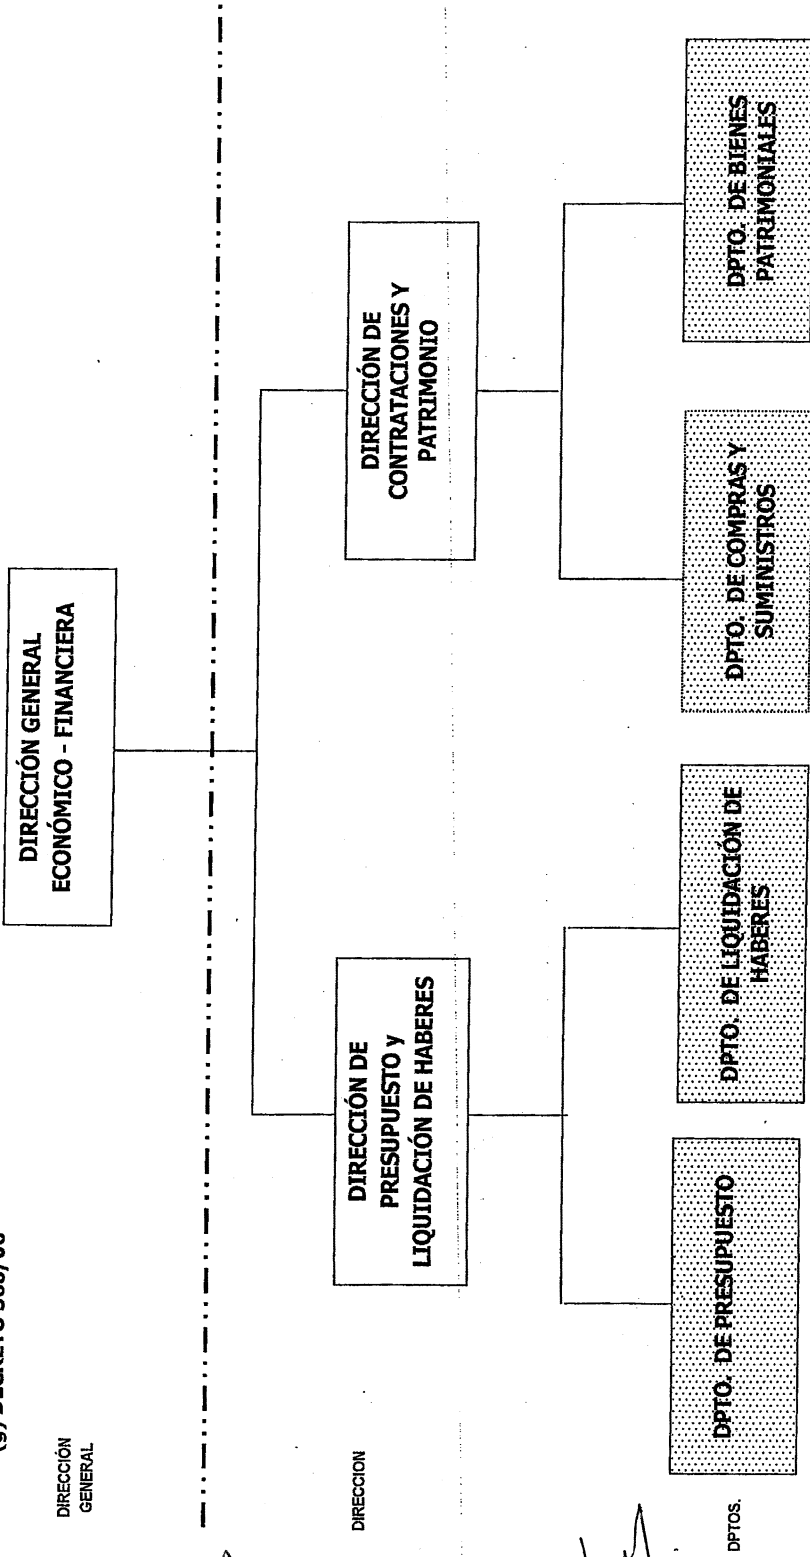 DIRECCIÓN
GENERAL
DIRECCIÓN GENERAL
ECONÓMICO - FINANCIERA
DIRECCION
DIRECCIÓN DE
PRESUPUESTO y
LIQUIDACIÓN DE HABERES
DIRECCIÓN DE
CONTRATACIONES Y
PATRIMONIO
DPTOS.
DPTO. DE PRESUPUESTO
DPTO. DE LIQUIDACIÓN DE
HABERES
DPTO. DE COMPRAS Y
SUMINISTROS
DPTO. DE BIENES
PATRIMONIALES